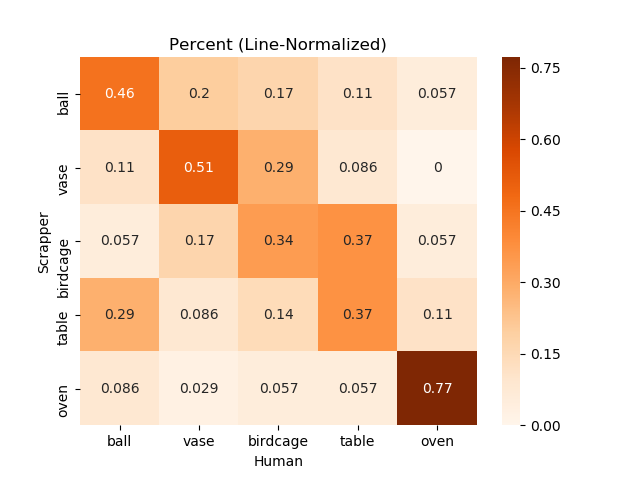 Percent (Line-Normalized)
ball 0.46 0.2 0.17 0.11 0.057
vase 0.11 0.51 0.29 0.086 0
birdcage 0.057 0.17 0.34 0.37 0.057
table 0.29 0.086 0.14 0.37 0.11
oven 0.086 0.029 0.057 0.057 0.77
Scrapper
ball vase birdcage table oven
Human
0.75
0.60
0.45
0.30
0.15
0.00